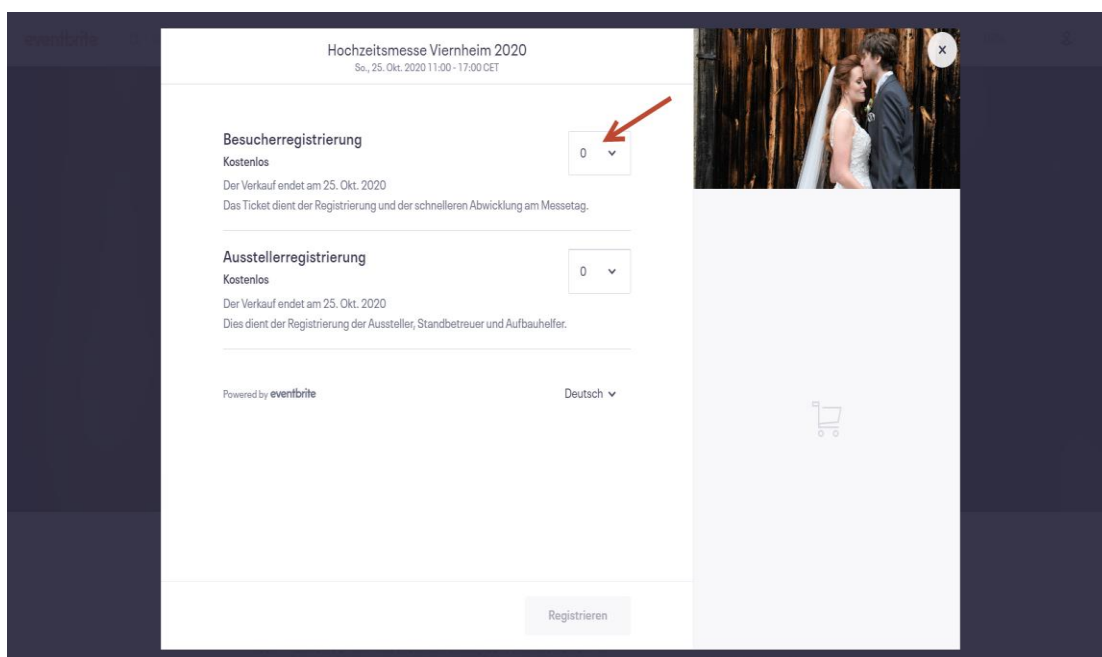 eventbrite
Hochzeitsmesse Viernheim 2020
So., 25. Okt. 2020 11:00 - 17:00 CET
Besucherregistrierung
0
Kostenlos
Der Verkauf endet am 25. Okt. 2020
Das Ticket dient der Registrierung und der schnelleren Abwicklung am Messetag.
Ausstellerregistrierung
0
Kostenlos
Der Verkauf endet am 25. Okt. 2020
Dies dient der Registrierung der Aussteller, Standbetreuer und Aufbauhelfer.
Powered by eventbrite
Deutsch
Registrieren